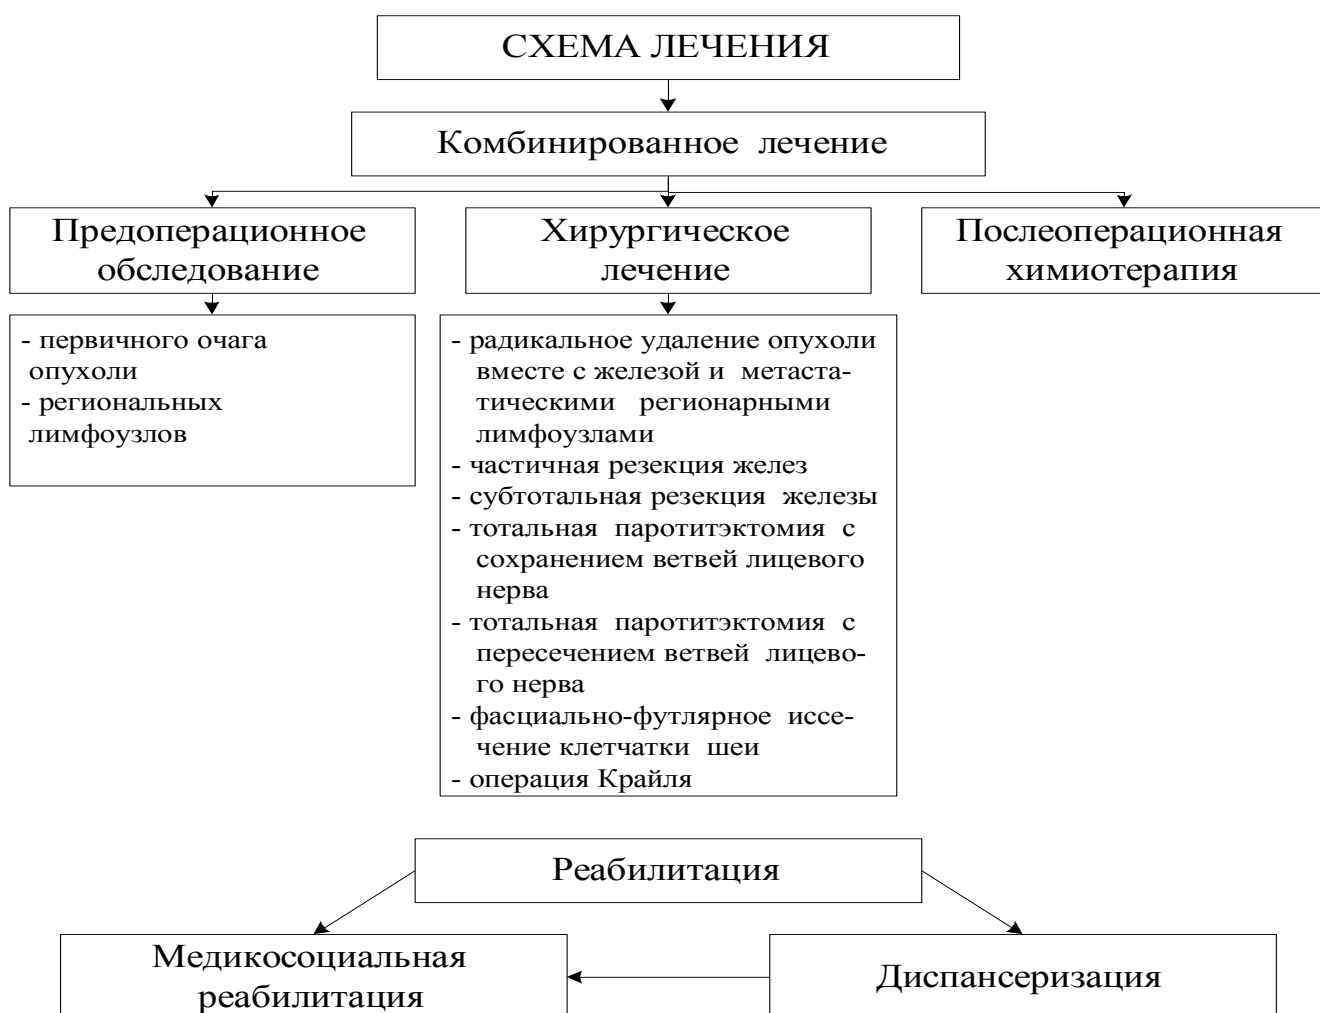 СХЕМА ЛЕЧЕНИЯ
Комбинированное лечение
Предоперационное
обследование
Хирургическое
лечение
Послеоперационная
химиотерапия
- первичного очага
опухоли
- региональных
лимфоузлов
- радикальное удаление опухоли
вместе с железой и метаста-
тическими регионарными
лимфоузлами
- частичная резекция желез
- субтотальная резекция железы
- тотальная паротитэктомия с
сохранением ветвей лицевого
нерва
- тотальная паротитэктомия с
пересечением ветвей лицево-
го нерва
- фасциально-футлярное иссе-
чение клетчатки шеи
- операция Крайля
Реабилитация
Медикосоциальная
реабилитация
Диспансеризация